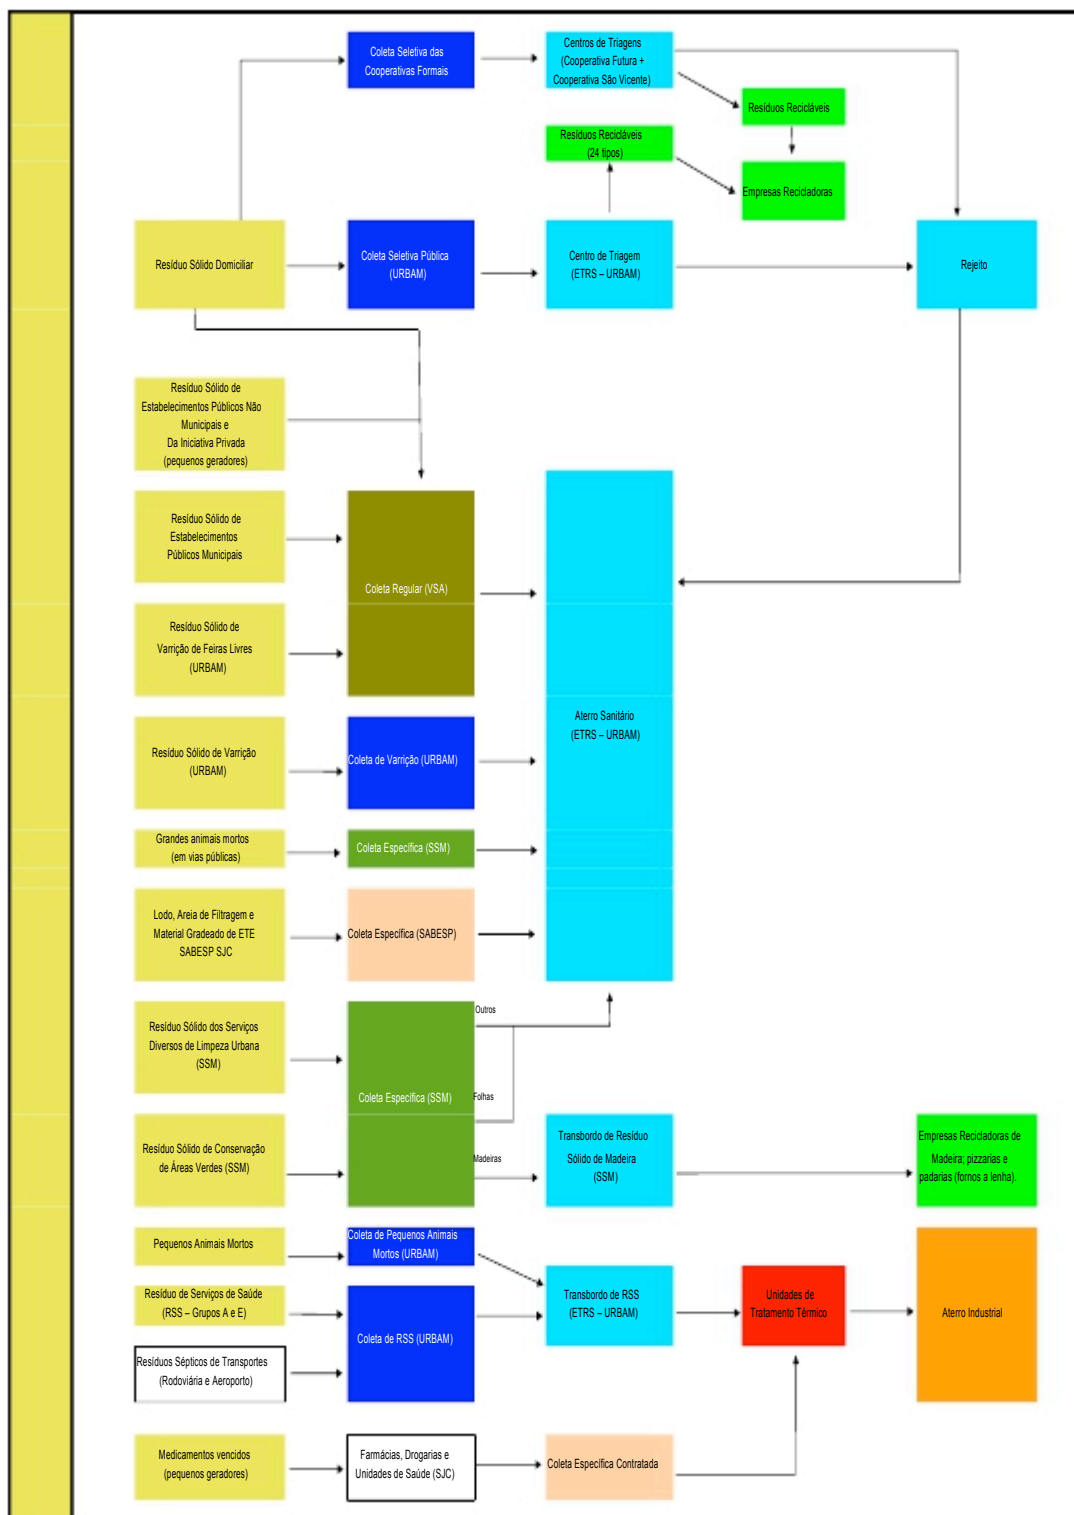 Coleta Seletiva das
Cooperativas Formais
Centros de Triagens
(Cooperativa Futura +
Cooperativa São Vicente)
Resíduos Recicláveis
Resíduos Recicláveis
(24 tipos)
Empresas Recicladoras
Resíduo Sólido Domiciliar
Coleta Seletiva Pública
(URBAM)
Centro de Triagem
(ETRS – URBAM)
Rejeito
Resíduo Sólido de
Estabelecimentos Públicos Não
Municipais e
Da Iniciativa Privada
(pequenos geradores)
Resíduo Sólido de
Estabelecimentos
Públicos Municipais
Coleta Regular (VSA)
Resíduo Sólido de
Varrição de Feiras Livres
(URBAM)
Aterro Sanitário
(ETRS – URBAM)
Resíduo Sólido de Varrição
(URBAM)
Coleta de Varrição (URBAM)
Grandes animais mortos
(em vias públicas)
Coleta Específica (SSM)
Lodo, Areia de Filtragem e
Material Gradeado de ETE
SABESP SJC
Coleta Específica (SABESP)
Resíduo Sólido dos Serviços
Diversos de Limpeza Urbana
(SSM)
Outros
Coleta Específica (SSM)
Folhas
Resíduo Sólido de Conservação
de Áreas Verdes (SSM)
Madeiras
Transbordo de Resíduo
Sólido de Madeira
(SSM)
Empresas Recicladoras de
Madeira; pizzarias e
padarias (fornos a lenha).
Pequenos Animais Mortos
Coleta de Pequenos Animais
Mortos (URBAM)
Resíduo de Serviços de Saúde
(RSS – Grupos A e E)
Coleta de RSS (URBAM)
Transbordo de RSS
(ETRS – URBAM)
Unidades de
Tratamento Térmico
Aterro Industrial
Resíduos Sépticos de Transportes
(Rodoviária e Aeroporto)
Medicamentos vencidos
(pequenos geradores)
Farmácias, Drogarias e
Unidades de Saúde (SJC)
Coleta Específica Contratada